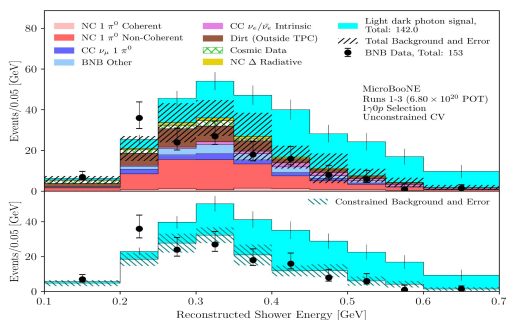 80
60
40
20
0
Events/0.05 [GeV]
NC 1 π⁰ Coherent
NC 1 π⁰ Non-Coherent
CC ν_μ 1 π⁰
BNB Other
CC ν_e/ν̄_e Intrinsic
Dirt (Outside TPC)
Cosmic Data
NC Δ Radiative
Light dark photon signal,
Total: 142.0
Total Background and Error
BNB Data, Total: 153
MicroBooNE
Runs 1-3 (6.80 × 10²⁰ POT)
1γ0p Selection
Unconstrained CV
40
20
0
Events/0.05 [GeV]
Constrained Background and Error
0.1 0.2 0.3 0.4 0.5 0.6 0.7
Reconstructed Shower Energy [GeV]